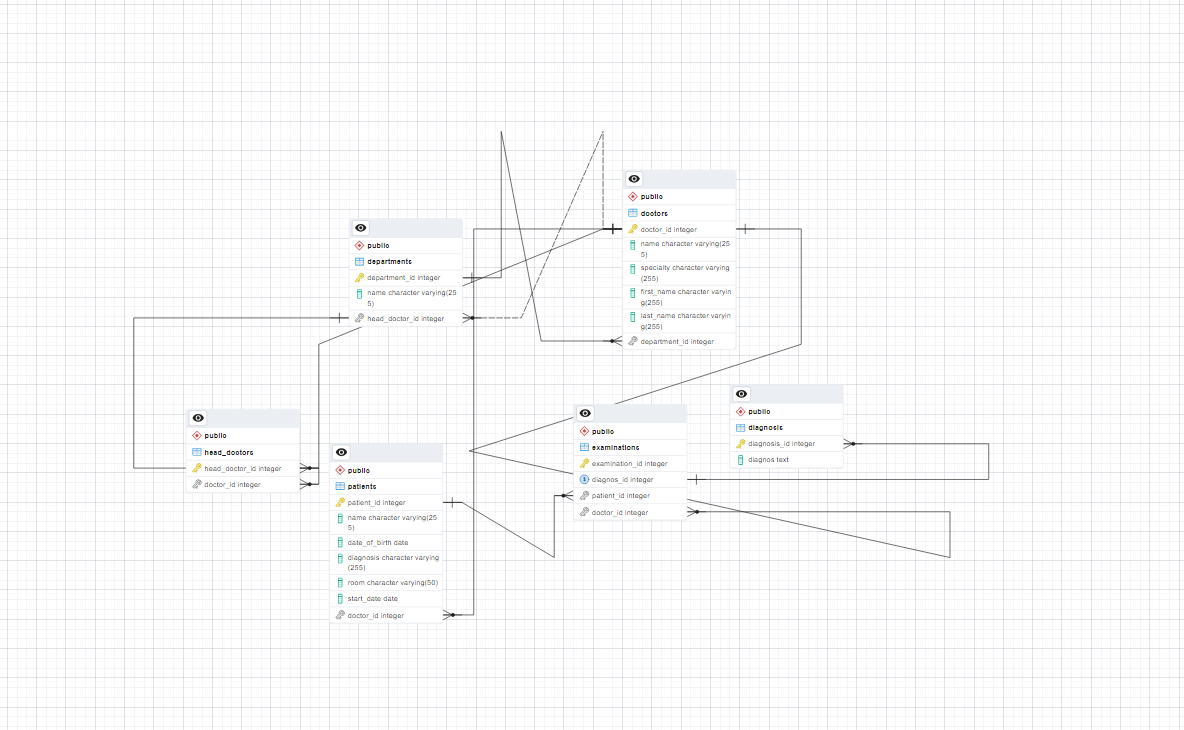 public
doctors
doctor_id integer
name character varying(25
5)
specialty character varying
(255)
first_name character varyin
g(255)
last_name character varyin
g(255)
department_id integer
public
departments
department_id integer
name character varying(25
5)
head_doctor_id integer
public
diagnosis
diagnosis_id integer
diagnos text
public
examinations
examination_id integer
diagnos_id integer
patient_id integer
doctor_id integer
public
head_doctors
head_doctor_id integer
doctor_id integer
public
patients
patient_id integer
name character varying(25
5)
date_of_birth date
diagnosis character varying
(255)
room character varying(50)
start_date date
doctor_id integer